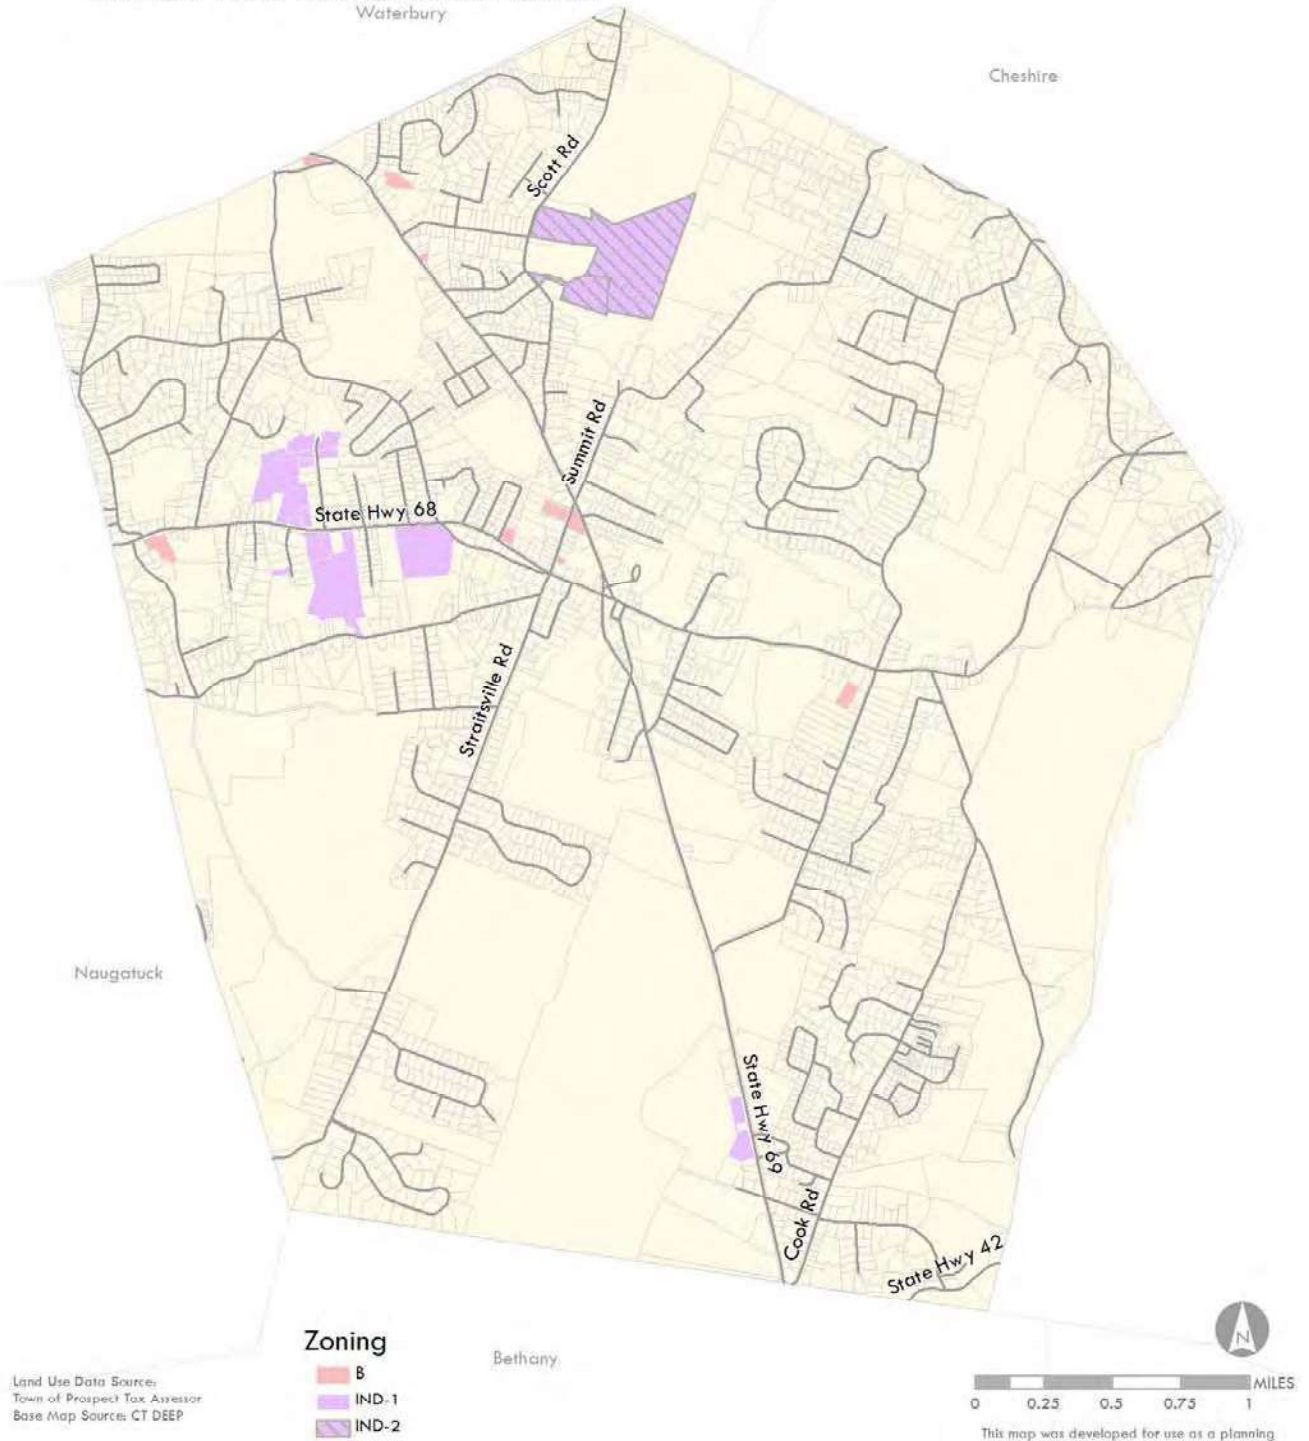 Waterbury
Cheshire
Scott Rd
Summit Rd
State Hwy 68
Straitsville Rd
Naugatuck
State Hwy 69
Cook Rd
State Hwy 42
Zoning
B
IND-1
IND-2
Bethany
Land Use Data Source:
Town of Prospect Tax Assessor
Base Map Source: CT DEEP
N
MILES
0 0.25 0.5 0.75 1
This map was developed for use as a planning